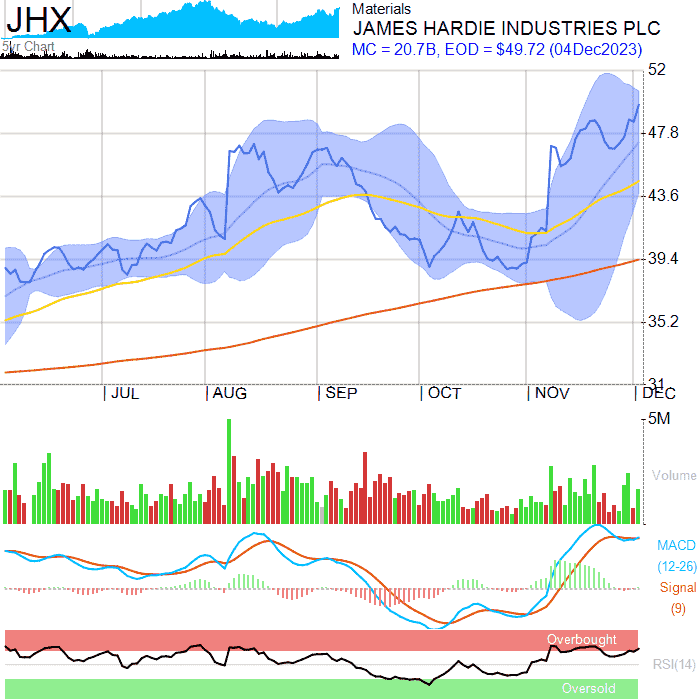 JHX
5yr Chart
Materials
JAMES HARDIE INDUSTRIES PLC
MC = 20.7B, EOD = $49.72 (04Dec2023)
52
47.8
43.6
39.4
35.2
31
JUL AUG SEP OCT NOV DEC
5M
Volume
MACD
(12-26)
Signal
(9)
Overbought
RSI(14)
Oversold